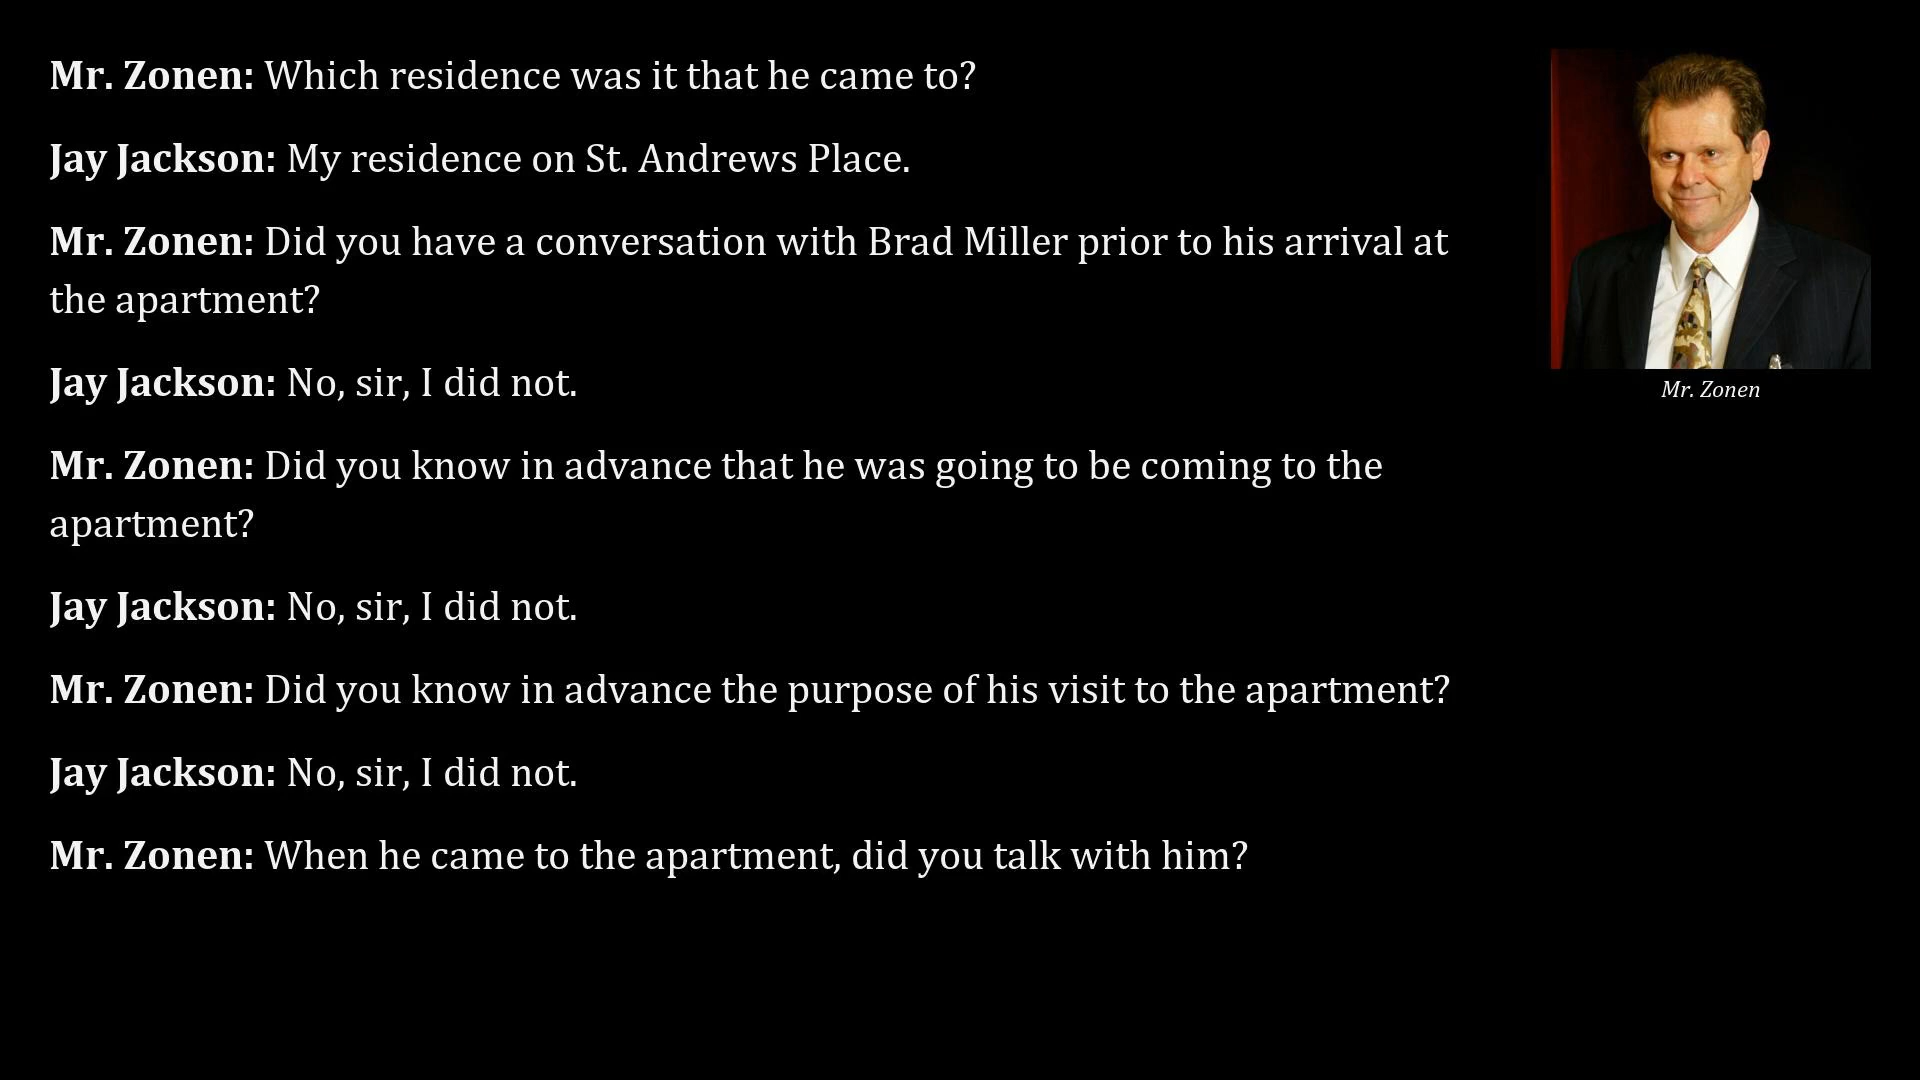 Mr. Zonen: Which residence was it that he came to?
Jay Jackson: My residence on St. Andrews Place.
Mr. Zonen: Did you have a conversation with Brad Miller prior to his arrival at
the apartment?
Jay Jackson: No, sir, I did not.
Mr. Zonen: Did you know in advance that he was going to be coming to the
apartment?
Jay Jackson: No, sir, I did not.
Mr. Zonen: Did you know in advance the purpose of his visit to the apartment?
Jay Jackson: No, sir, I did not.
Mr. Zonen: When he came to the apartment, did you talk with him?
Mr. Zonen